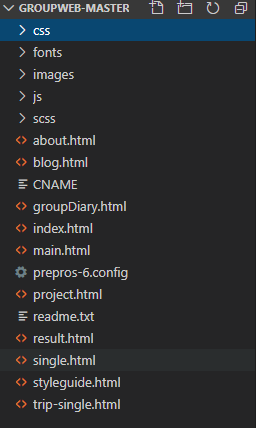 GROUPWEB-MASTER
css
fonts
images
js
scss
about.html
blog.html
CNAME
groupDiary.html
index.html
main.html
prepros-6.config
project.html
readme.txt
result.html
single.html
styleguide.html
trip-single.html